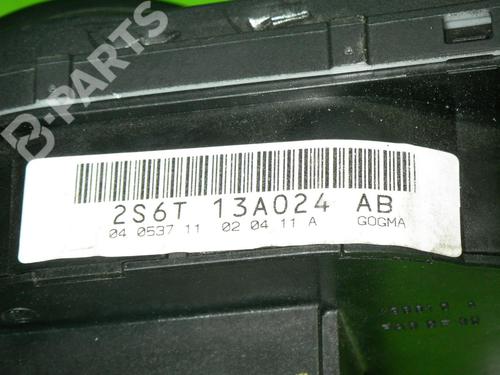 B-PARTS
2S6T 13A024 AB
04 0537 11 02 04 11 A GOGMA